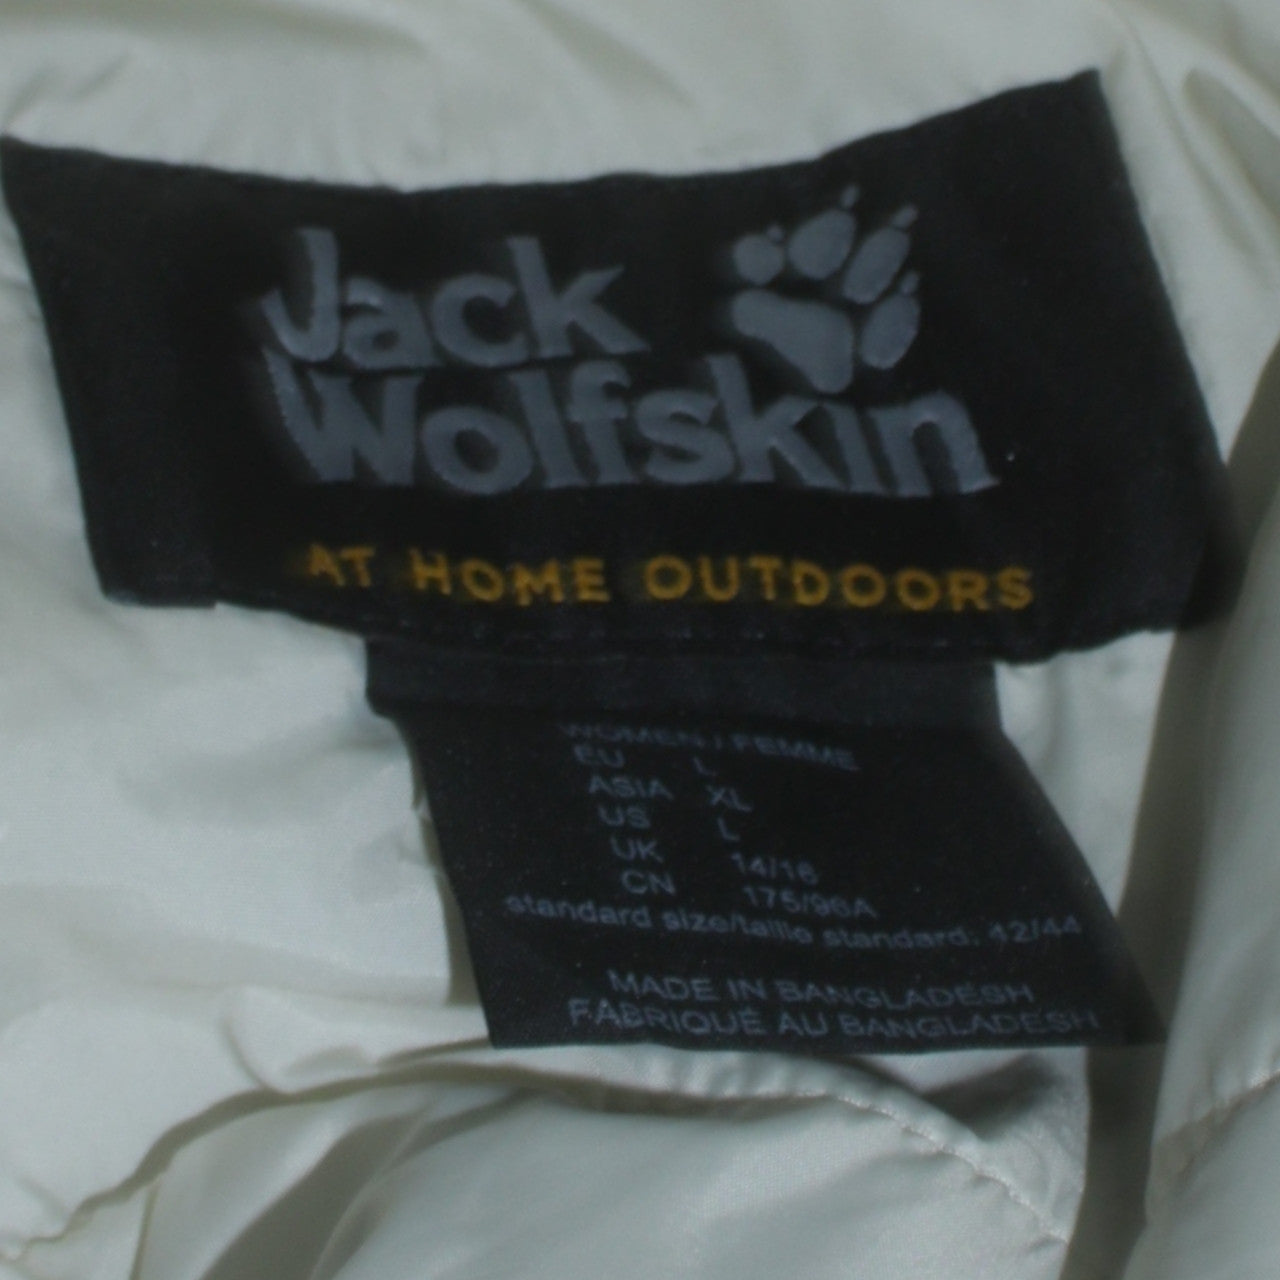 Jack
Wolfskin
AT HOME OUTDOORS
WOMEN / FEMME
EU L
ASIA XL
US L
UK 14/16
CN 175/96A
standard size/taille standard: 42/44
MADE IN BANGLADESH
FABRIQUÉ AU BANGLADESH